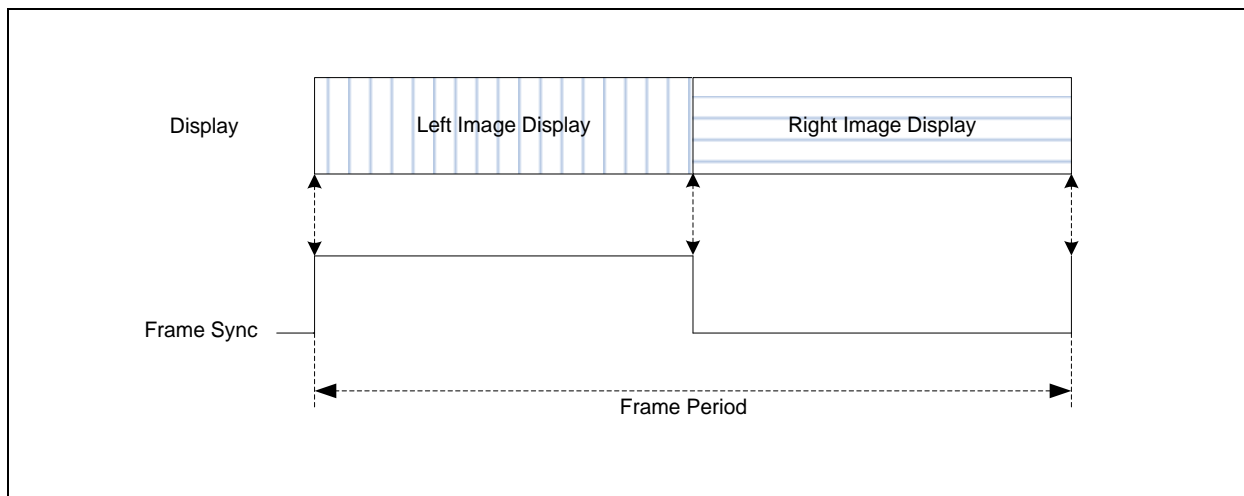 Display
Left Image Display
Right Image Display
Frame Sync
Frame Period